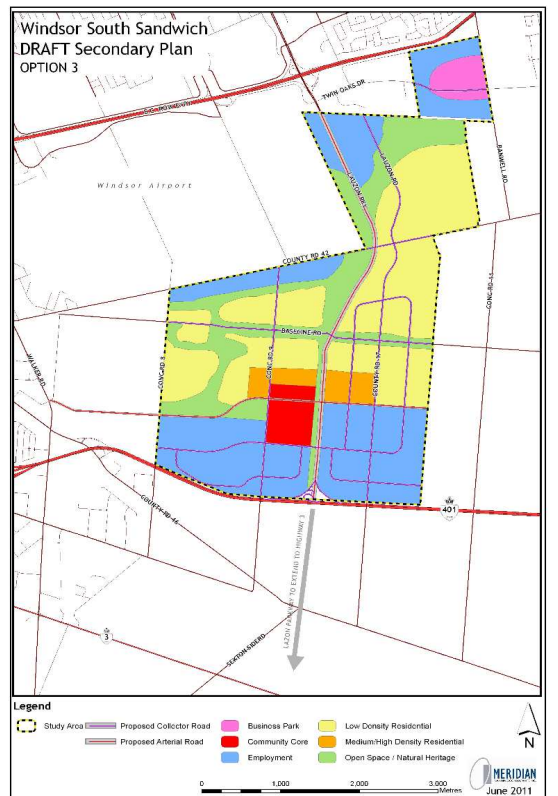 Windsor South Sandwich
DRAFT Secondary Plan
OPTION 3
TWIN OAKS DR
BANWELL RD
LAUZON RD
LAUZON PKY
Windsor Airport
COUNTY RD 42
CONC RD 11
BASELINE RD
WALKER RD
CONC RD 8
CONC RD 9
COUNTY RD 17
COUNTY RD 46
401
LAZON PARKWAY TO EXTEND TO HIGHWAY 3
3
SEXTON SIDERD
Legend
Study Area
Proposed Collector Road
Business Park
Low Density Residential
Proposed Arterial Road
Community Core
Medium/High Density Residential
Employment
Open Space / Natural Heritage
N
0 1,000 2,000 3,000
Metres
MERIDIAN
June 2011